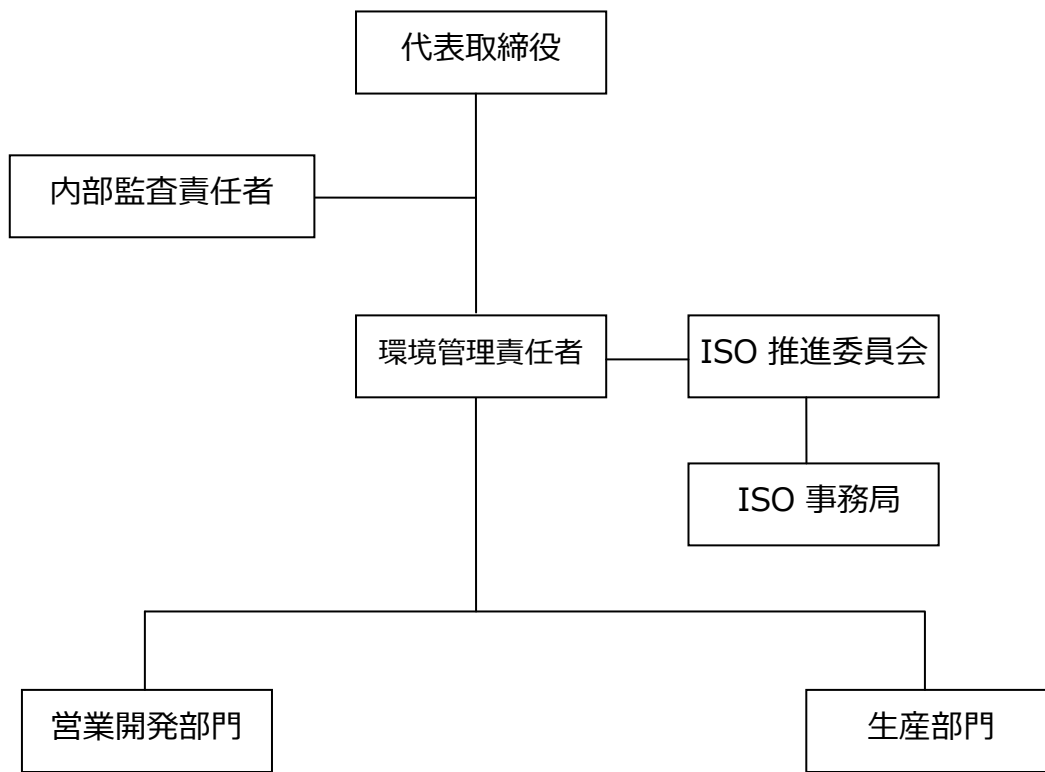 代表取締役
内部監査責任者
環境管理責任者
ISO 推進委員会
ISO 事務局
営業開発部門
生産部門